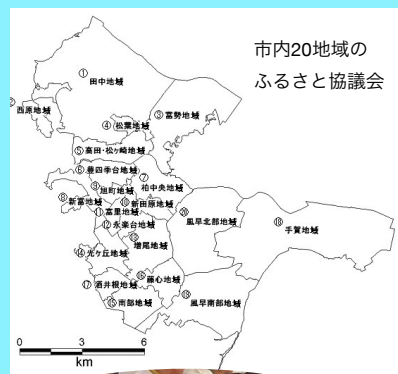 市内20地域の
ふるさと協議会
①
田中地域
②
西原地域
③
富勢地域
④ 松葉地域
⑤ 高田・松ヶ崎地域
⑥ 豊四季台地域
⑦
柏中央地域
⑧
新富地域
⑨
旭町地域
⑩ 新田原地域
⑪ 富里地域
⑫ 永楽台地域
⑬
増尾地域
⑭ 光ヶ丘地域
⑮ 南部地域
⑯ 藤心地域
⑰ 酒井根地域
⑱
手賀地域
⑲
風早南部地域
⑳
風早北部地域
0 3 6
km